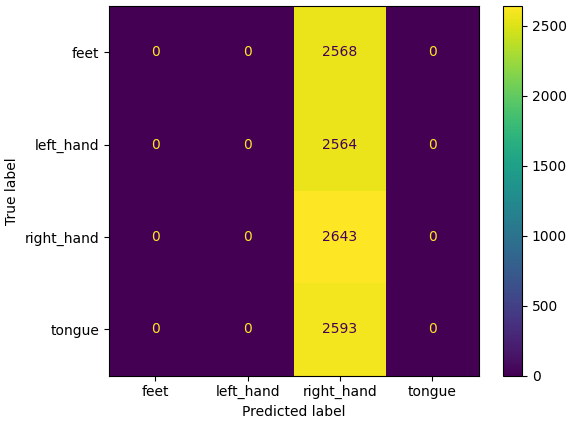 feet 0 0 2568 0
left_hand 0 0 2564 0
right_hand 0 0 2643 0
tongue 0 0 2593 0
feet left_hand right_hand tongue
Predicted label
True label
2500
2000
1500
1000
500
0